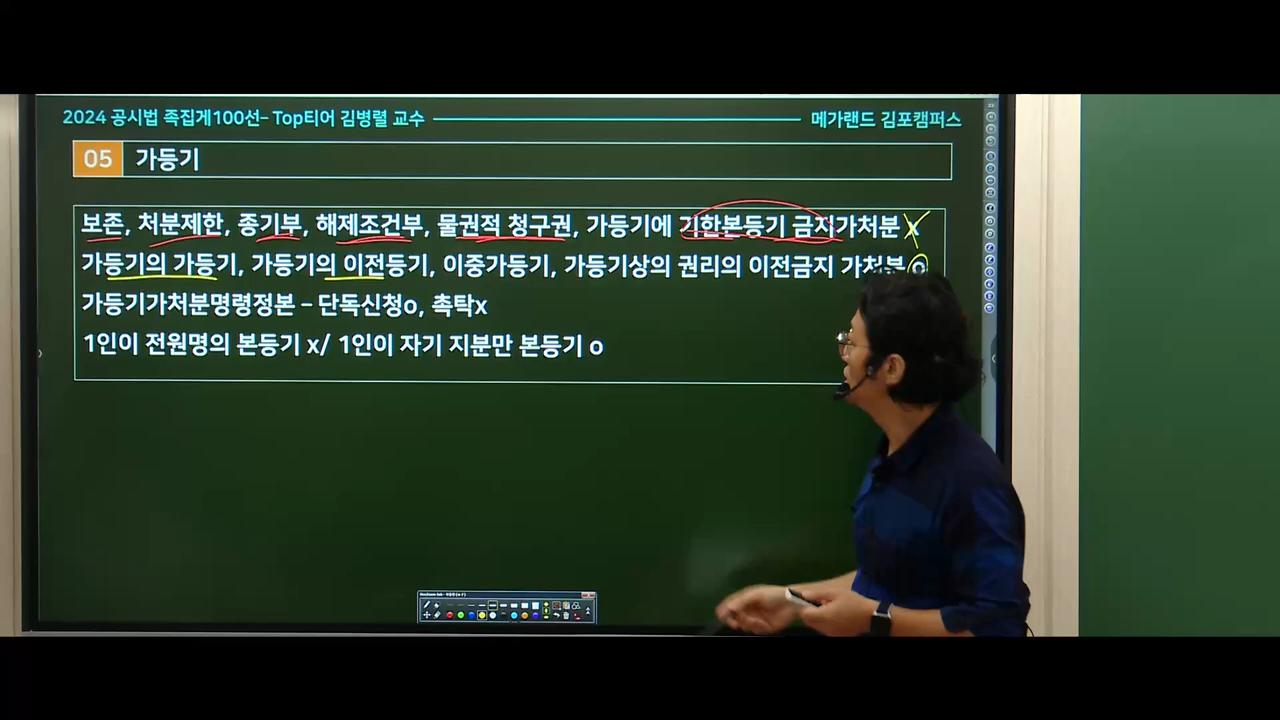 2024 공시법 족집게100선– Top티어 김병렬 교수
메가랜드 김포캠퍼스
05 가등기
보존, 처분제한, 종기부, 해제조건부, 물권적 청구권, 가등기에 기한본등기 금지가처분 x
가등기의 가등기, 가등기의 이전등기, 이중가등기, 가등기상의 권리의 이전금지 가처분 o
가등기가처분명령정본 – 단독신청o, 촉탁x
1인이 전원명의 본등기 x/ 1인이 자기 지분만 본등기 o